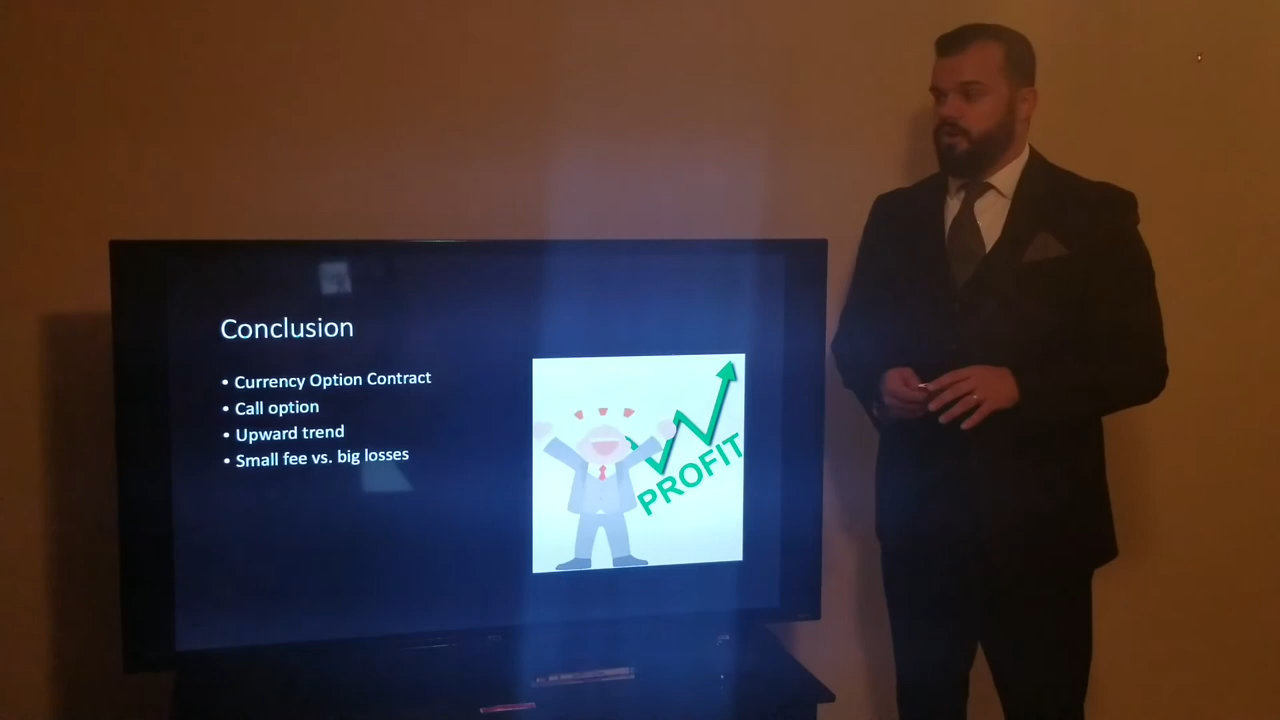 Conclusion
• Currency Option Contract
• Call option
• Upward trend
• Small fee vs. big losses
PROFIT